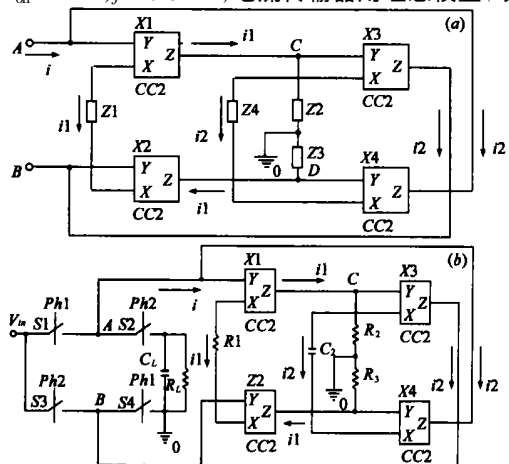 (a)
X1
i1
C
X3
A
Y
Z
X
i
CC2
Y
Z
X
CC2
i1
Z1
i2
Z4
Z2
0
Z3
D
i2
i2
X2
X4
B
Y
Z
X
CC2
i1
Y
Z
X
CC2
(b)
X1
i1
C
X3
i
Y
Z
X
CC2
Y
Z
X
CC2
Ph1
Ph2
Vin
S1
A
S2
CL
RL
i1
R1
i2
C2
R2
R3
0
i2
i2
Ph2
Ph1
S3
B
S4
0
Z2
X4
Y
Z
X
CC2
i1
Y
Z
X
CC2